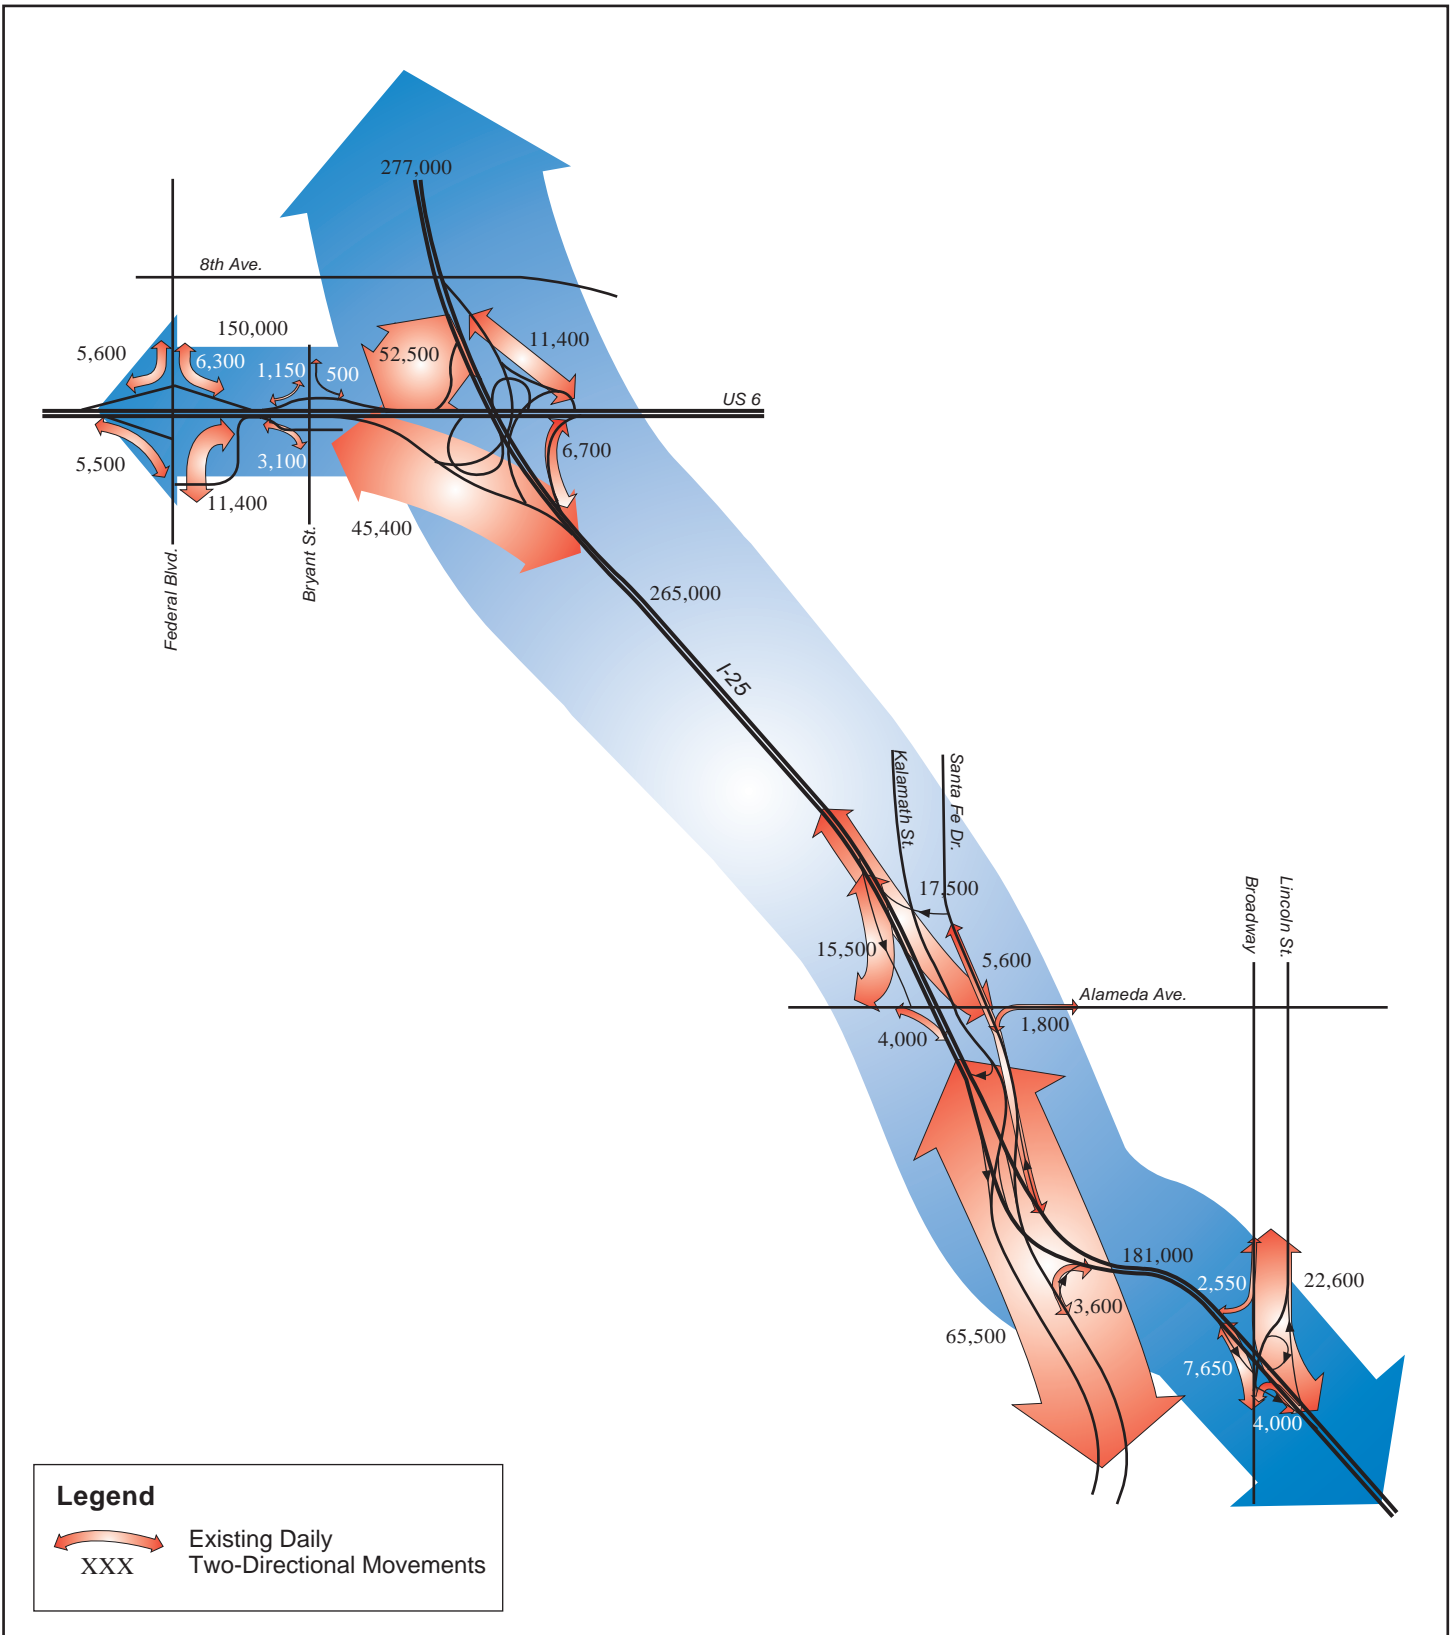 277,000
8th Ave.
150,000
5,600
6,300
1,150
500
52,500
11,400
US 6
5,500
11,400
3,100
6,700
45,400
Federal Blvd.
Bryant St.
265,000
I-25
Kalamath St.
Santa Fe Dr.
17,500
15,500
5,600
Broadway
Lincoln St.
Alameda Ave.
1,800
4,000
181,000
2,550
22,600
3,600
65,500
7,650
4,000
Legend
XXX
Existing Daily
Two-Directional Movements